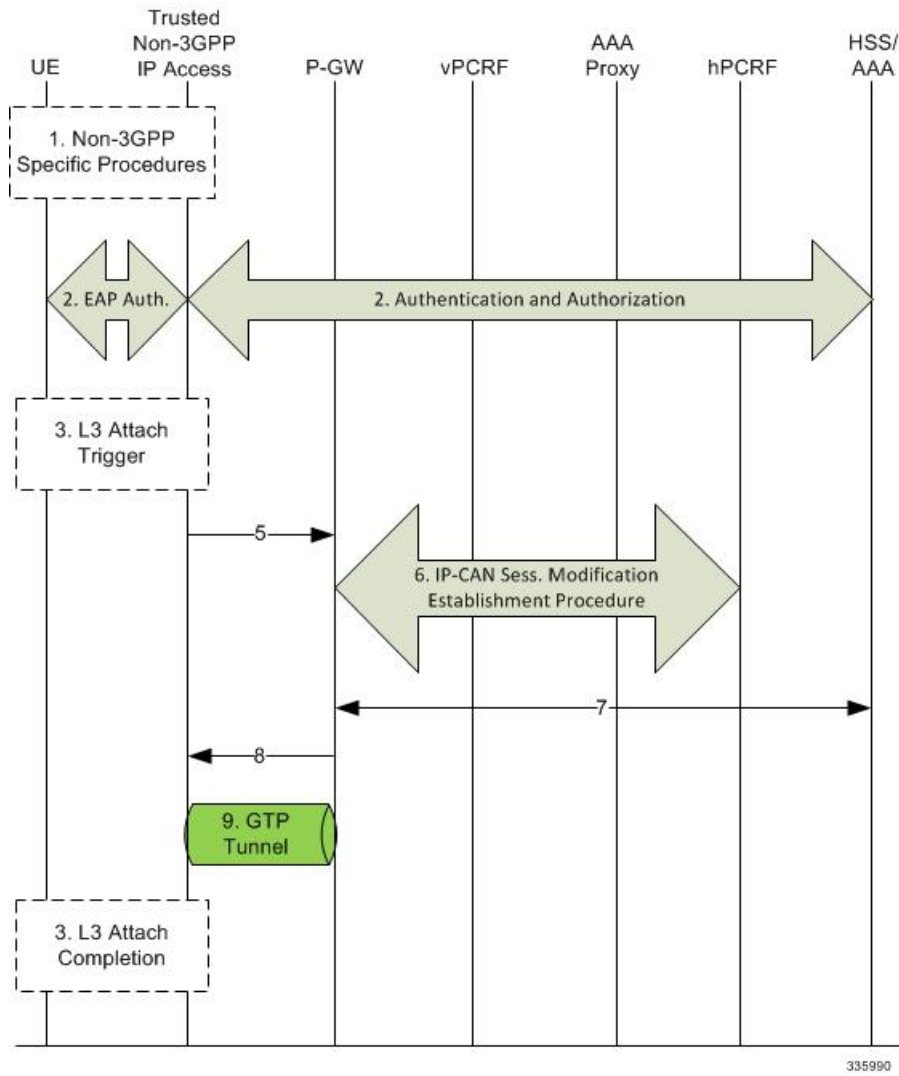 UE
Trusted
Non-3GPP
IP Access
P-GW
vPCRF
AAA
Proxy
hPCRF
HSS/
AAA
1. Non-3GPP
Specific Procedures
2. EAP Auth.
2. Authentication and Authorization
3. L3 Attach
Trigger
5
6. IP-CAN Sess. Modification
Establishment Procedure
7
8
9. GTP
Tunnel
3. L3 Attach
Completion
335990